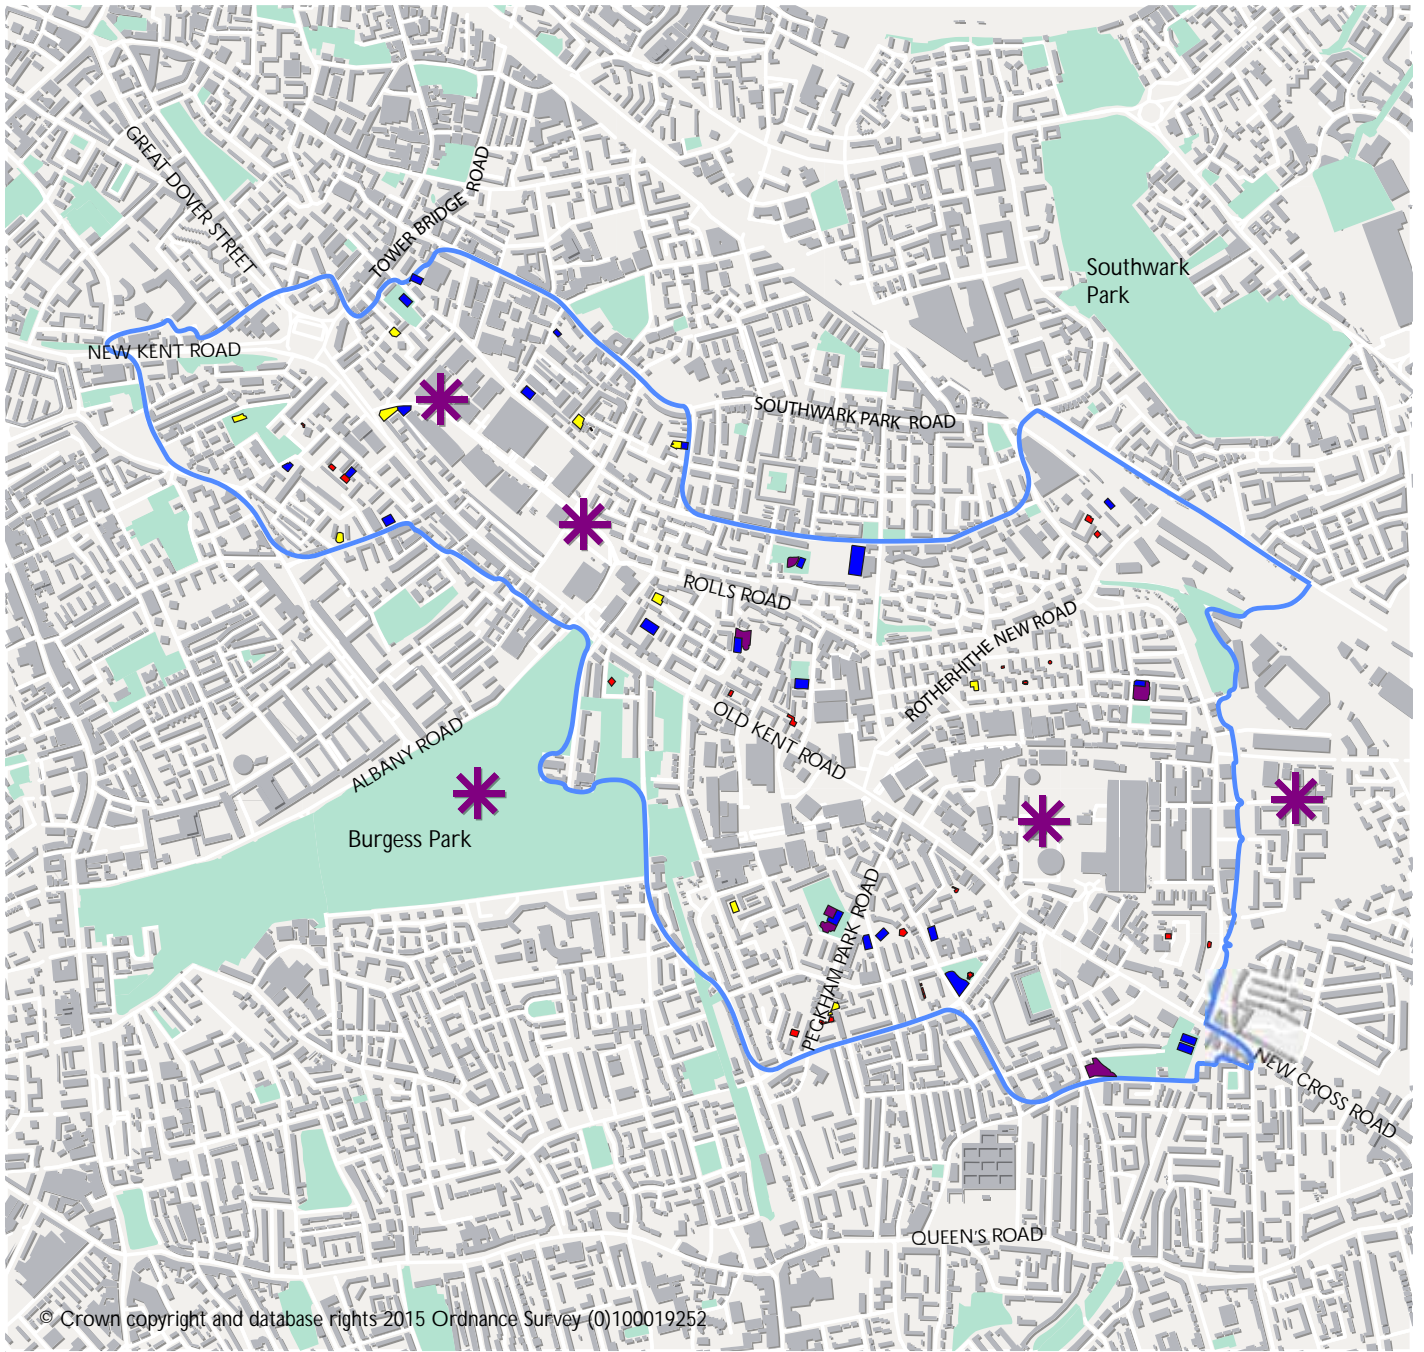 GREAT DOVER STREET
TOWER BRIDGE ROAD
Southwark
Park
NEW KENT ROAD
SOUTHWARK PARK ROAD
ROLLS ROAD
ROTHERHITHE NEW ROAD
OLD KENT ROAD
ALBANY ROAD
Burgess Park
PECKHAM PARK ROAD
NEW CROSS ROAD
QUEEN'S ROAD
© Crown copyright and database rights 2015 Ordnance Survey (0)100019252